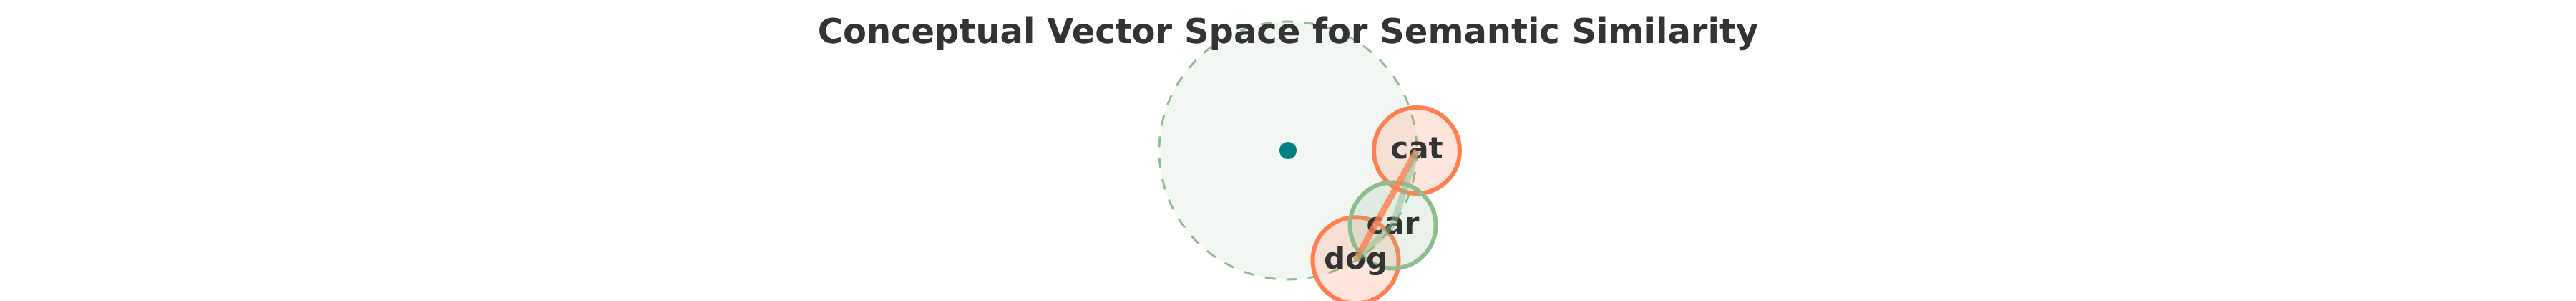 Conceptual Vector Space for Semantic Similarity
cat
car
dog